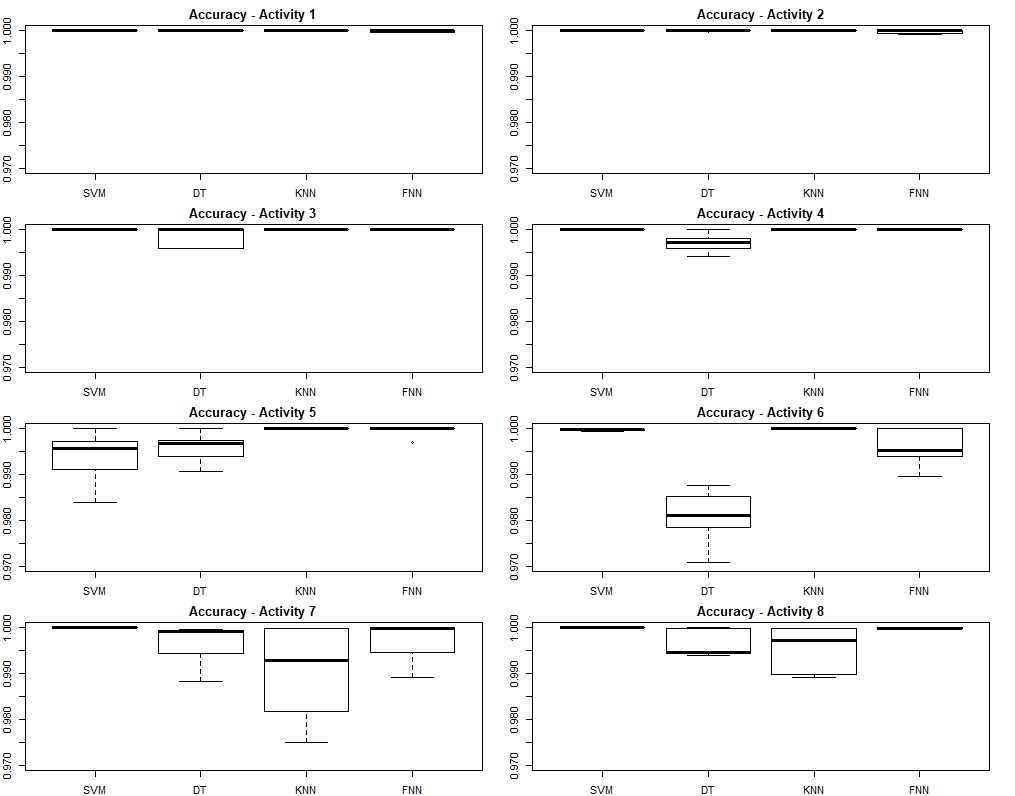 Accuracy - Activity 1
1.000
0.990
0.980
0.970
SVM DT KNN FNN
Accuracy - Activity 2
1.000
0.990
0.980
0.970
SVM DT KNN FNN
Accuracy - Activity 3
1.000
0.990
0.980
0.970
SVM DT KNN FNN
Accuracy - Activity 4
1.000
0.990
0.980
0.970
SVM DT KNN FNN
Accuracy - Activity 5
1.000
0.990
0.980
0.970
SVM DT KNN FNN
Accuracy - Activity 6
1.000
0.990
0.980
0.970
SVM DT KNN FNN
Accuracy - Activity 7
1.000
0.990
0.980
0.970
SVM DT KNN FNN
Accuracy - Activity 8
1.000
0.990
0.980
0.970
SVM DT KNN FNN